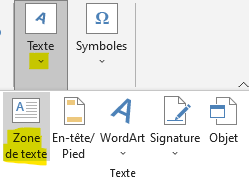 Texte
Symboles
Zone
de texte
En-tête/
Pied
WordArt
Signature
Objet
Texte